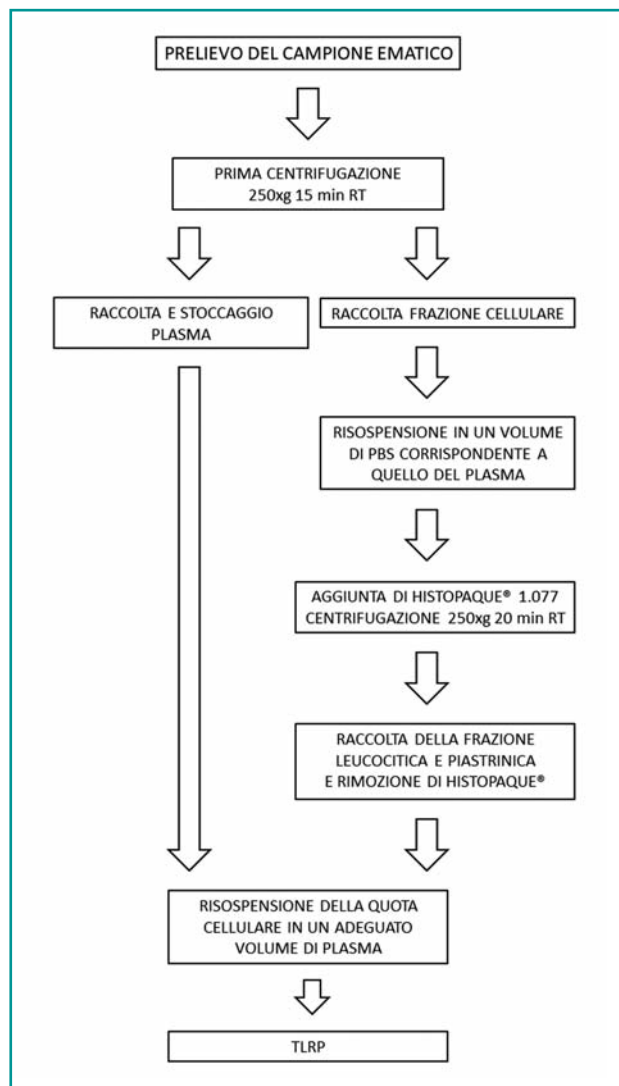 PRELIEVO DEL CAMPIONE EMATICO
PRIMA CENTRIFUGAZIONE
250xg 15 min RT
RACCOLTA E STOCCAGGIO
PLASMA
RACCOLTA FRAZIONE CELLULARE
RISOSPENSIONE IN UN VOLUME
DI PBS CORRISPONDENTE A
QUELLO DEL PLASMA
AGGIUNTA DI HISTOPAQUE® 1.077
CENTRIFUGAZIONE 250xg 20 min RT
RACCOLTA DELLA FRAZIONE
LEUCOCITICA E PIASTRINICA
E RIMOZIONE DI HISTOPAQUE®
RISOSPENSIONE DELLA QUOTA
CELLULARE IN UN ADEGUATO
VOLUME DI PLASMA
TLRP